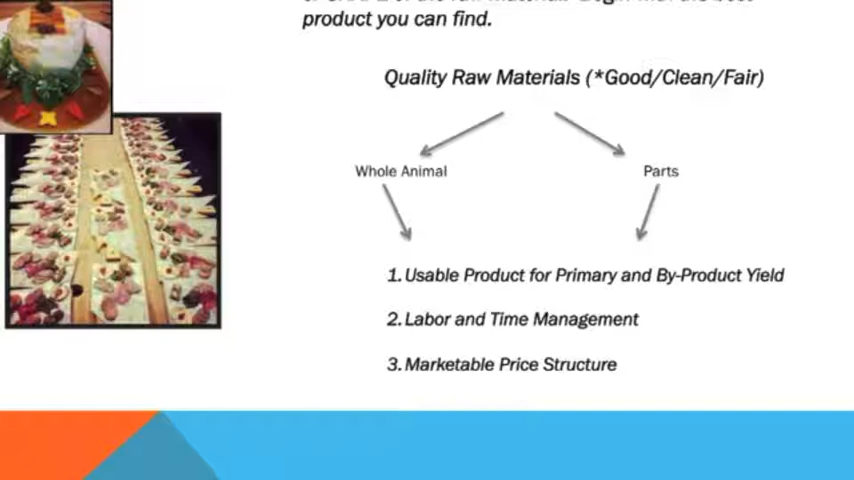 product you can find.
Quality Raw Materials (*Good/Clean/Fair)
Whole Animal
Parts
1. Usable Product for Primary and By-Product Yield
2. Labor and Time Management
3. Marketable Price Structure